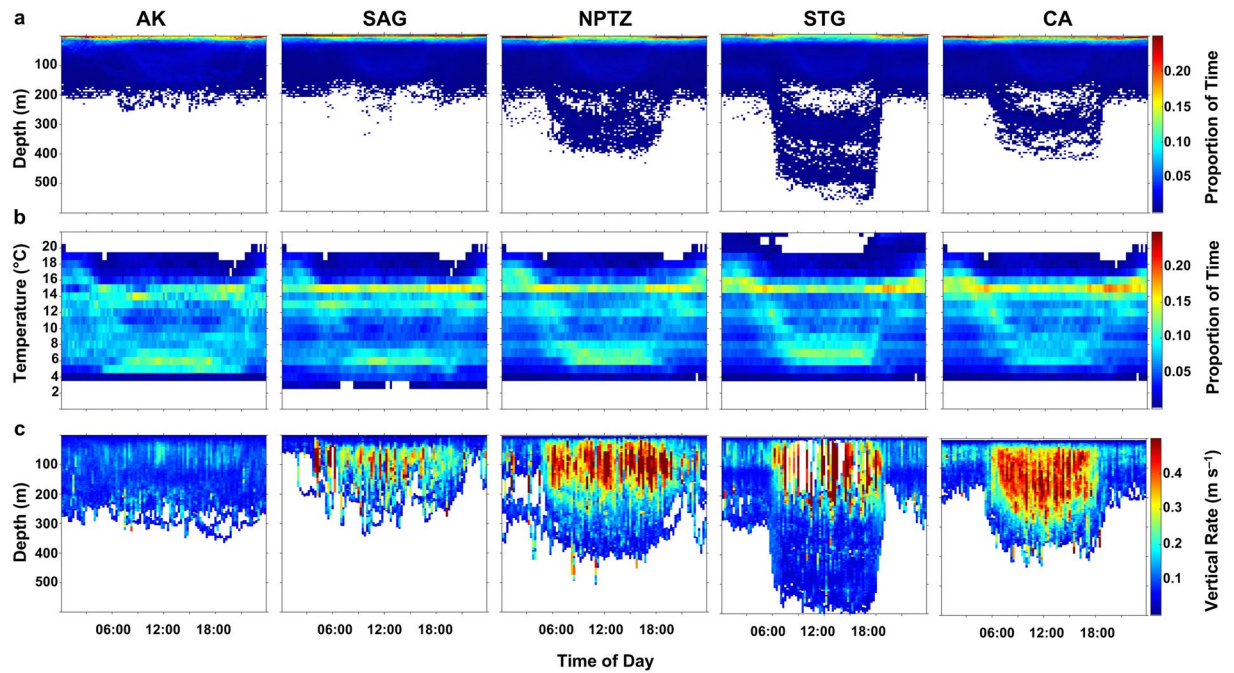 a AK SAG NPTZ STG CA
100
200
300
400
500
Depth (m)
0.20
0.15
0.10
0.05
Proportion of Time
b
20
18
16
14
12
10
8
6
4
2
Temperature (°C)
0.20
0.15
0.10
0.05
Proportion of Time
c
100
200
300
400
500
Depth (m)
0.4
0.3
0.2
0.1
Vertical Rate (m s⁻¹)
06:00 12:00 18:00 06:00 12:00 18:00 06:00 12:00 18:00 06:00 12:00 18:00 06:00 12:00 18:00
Time of Day